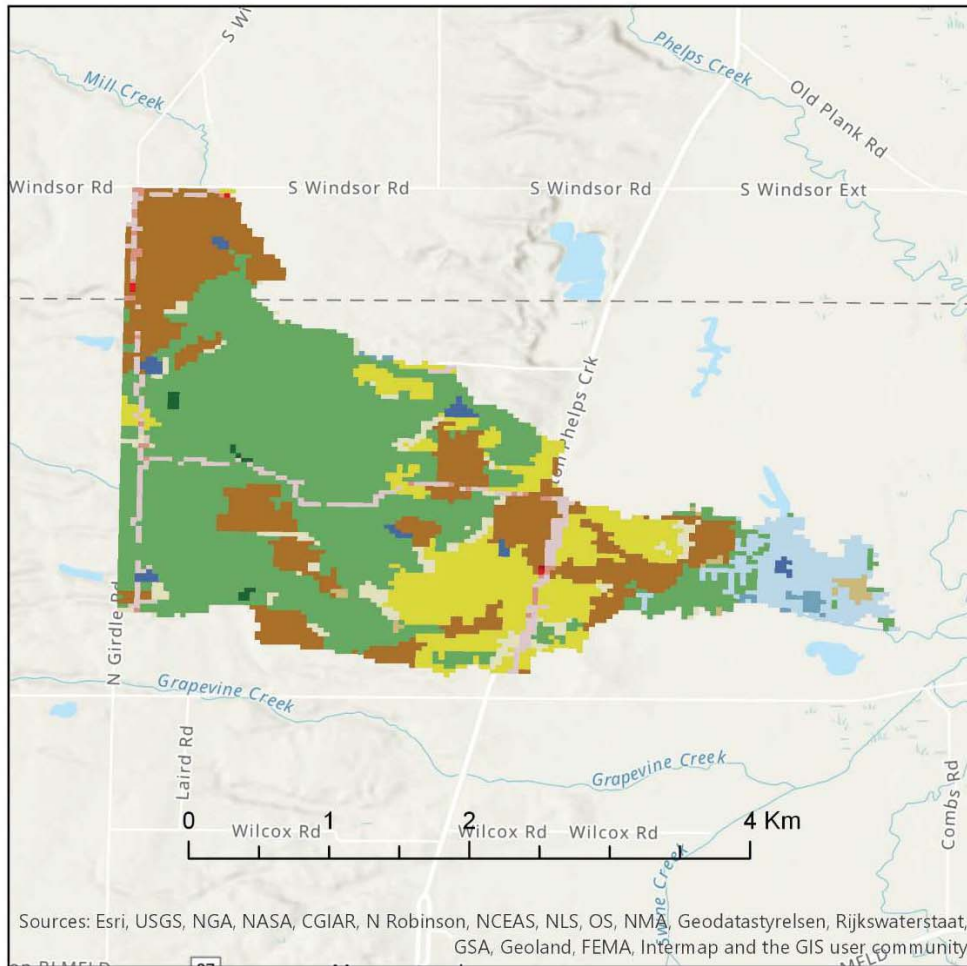 S Wi
Phelps Creek
Mill Creek
Old Plank Rd
Windsor Rd
S Windsor Rd
S Windsor Rd
S Windsor Ext
Phelps Crk
N Girdle Rd
Grapevine Creek
Laird Rd
Grapevine Creek
Combs Rd
0 1 2 4 Km
Wilcox Rd
Wilcox Rd
Wilcox Rd
Swine Creek
Sources: Esri, USGS, NGA, NASA, CGIAR, N Robinson, NCEAS, NLS, OS, NMA, Geodatastyrelsen, Rijkswaterstaat,
GSA, Geoland, FEMA, Intermap and the GIS user community